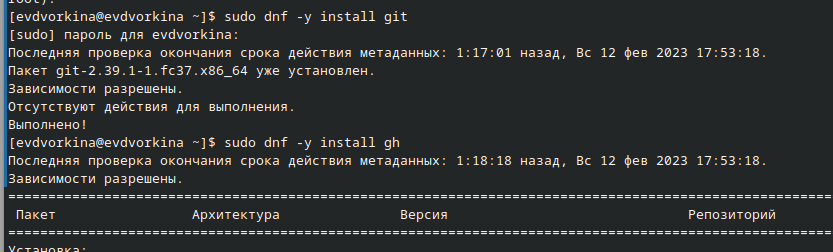 root).
[evdvorkina@evdvorkina ~]$ sudo dnf -y install git
[sudo] пароль для evdvorkina:
Последняя проверка окончания срока действия метаданных: 1:17:01 назад, Вс 12 фев 2023 17:53:18.
Пакет git-2.39.1-1.fc37.x86_64 уже установлен.
Зависимости разрешены.
Отсутствуют действия для выполнения.
Выполнено!
[evdvorkina@evdvorkina ~]$ sudo dnf -y install gh
Последняя проверка окончания срока действия метаданных: 1:18:18 назад, Вс 12 фев 2023 17:53:18.
Зависимости разрешены.
Пакет Архитектура Версия Репозиторий
Установка: